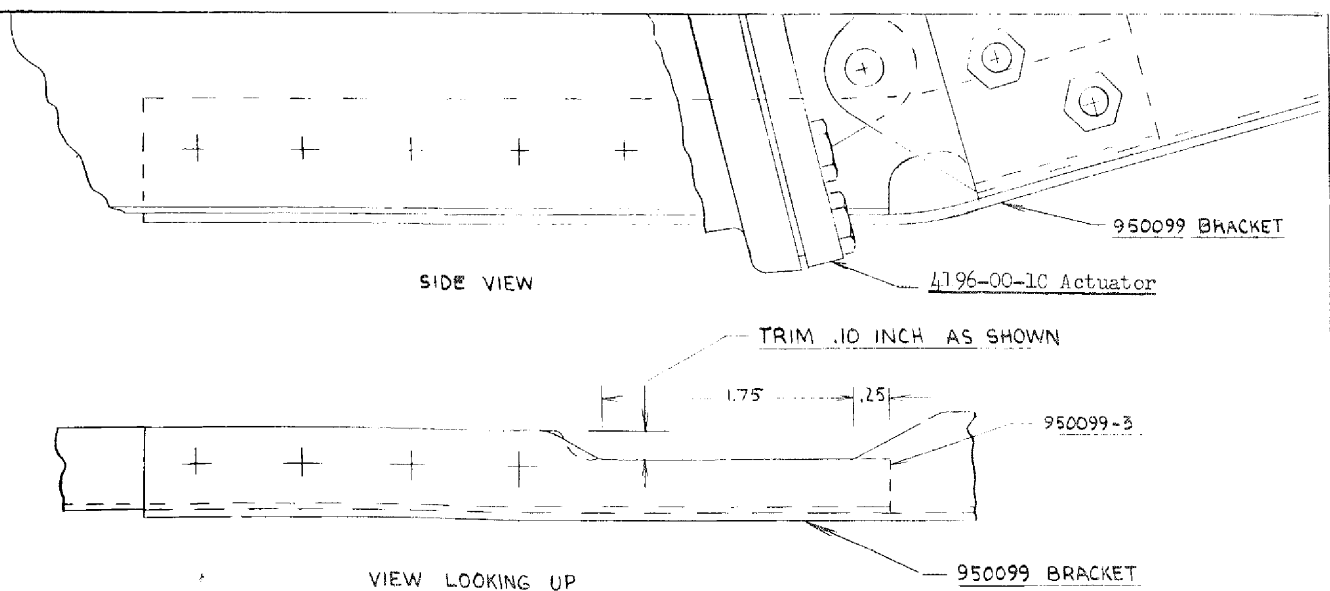 950099 BRACKET
SIDE VIEW
4196-00-1C Actuator
TRIM .10 INCH AS SHOWN
1.75
.25
950099-3
950099 BRACKET
VIEW LOOKING UP